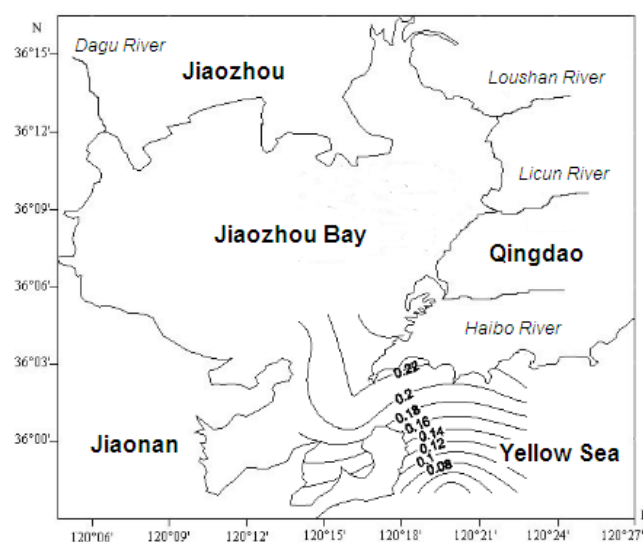 N
36°15'
Dagu River
Jiaozhou
Loushan River
36°12'
Licun River
36°09'
Jiaozhou Bay
Qingdao
36°06'
Haibo River
36°03'
0.22
0.2
0.18
0.16
0.14
0.12
0.1
0.08
36°00'
Jiaonan
Yellow Sea
120°06' 120°09' 120°12' 120°15' 120°18' 120°21' 120°24' 120°27'